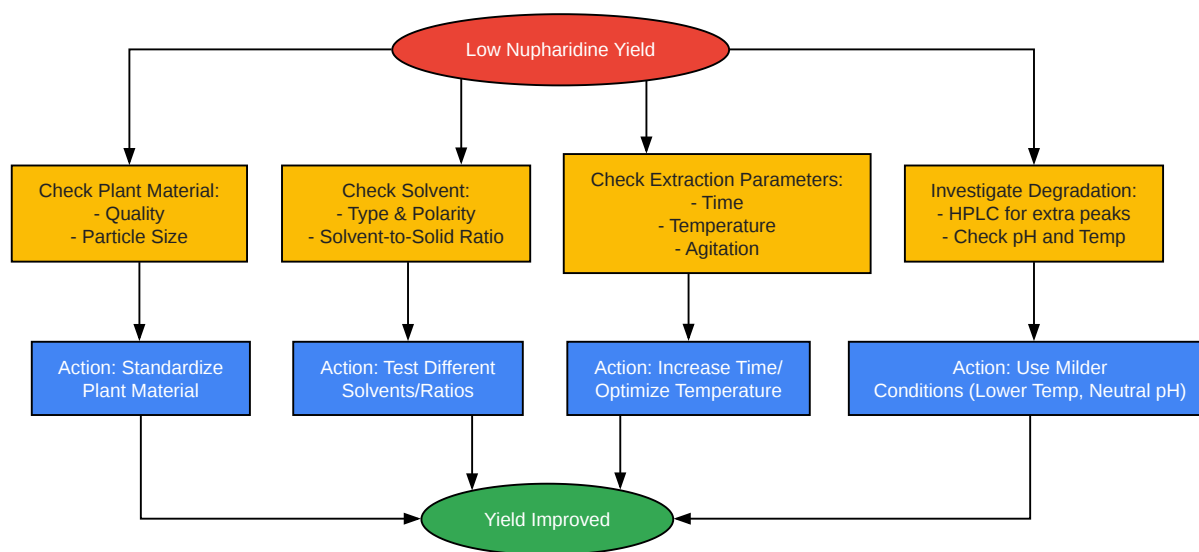 Low Nupharidine Yield
Check Plant Material:
- Quality
- Particle Size
Check Solvent:
- Type & Polarity
- Solvent-to-Solid Ratio
Check Extraction Parameters:
- Time
- Temperature
- Agitation
Investigate Degradation:
- HPLC for extra peaks
- Check pH and Temp
Action: Standardize
Plant Material
Action: Test Different
Solvents/Ratios
Action: Increase Time/
Optimize Temperature
Action: Use Milder
Conditions (Lower Temp, Neutral pH)
Yield Improved